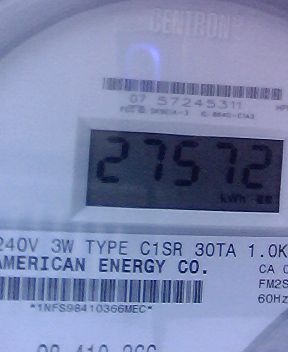 CENTRON
07 57245311
27572
kWh
240V 3W TYPE C1SR 30TA 1.0K
AMERICAN ENERGY CO.
CA
FM2S
60Hz
*1NFS98410366MEC*